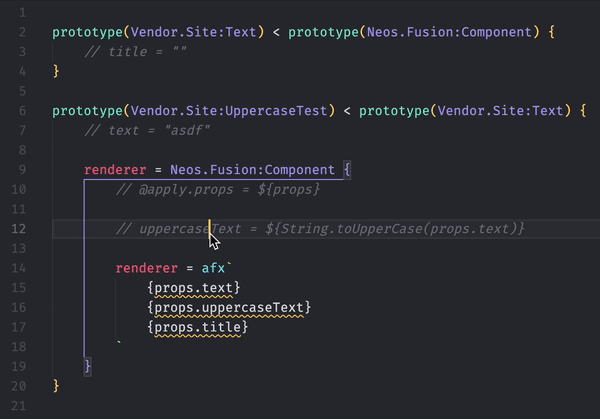 1
2 prototype(Vendor.Site:Text) < prototype(Neos.Fusion:Component) {
3 // title = ""
4 }
5
6 prototype(Vendor.Site:UppercaseTest) < prototype(Vendor.Site:Text) {
7 // text = "asdf"
8
9 renderer = Neos.Fusion:Component {
10 // @apply.props = ${props}
11
12 // uppercaseText = ${String.toUpperCase(props.text)}
13
14 renderer = afx`
15 {props.text}
16 {props.uppercaseText}
17 {props.title}
18 `
19 }
20 }
21